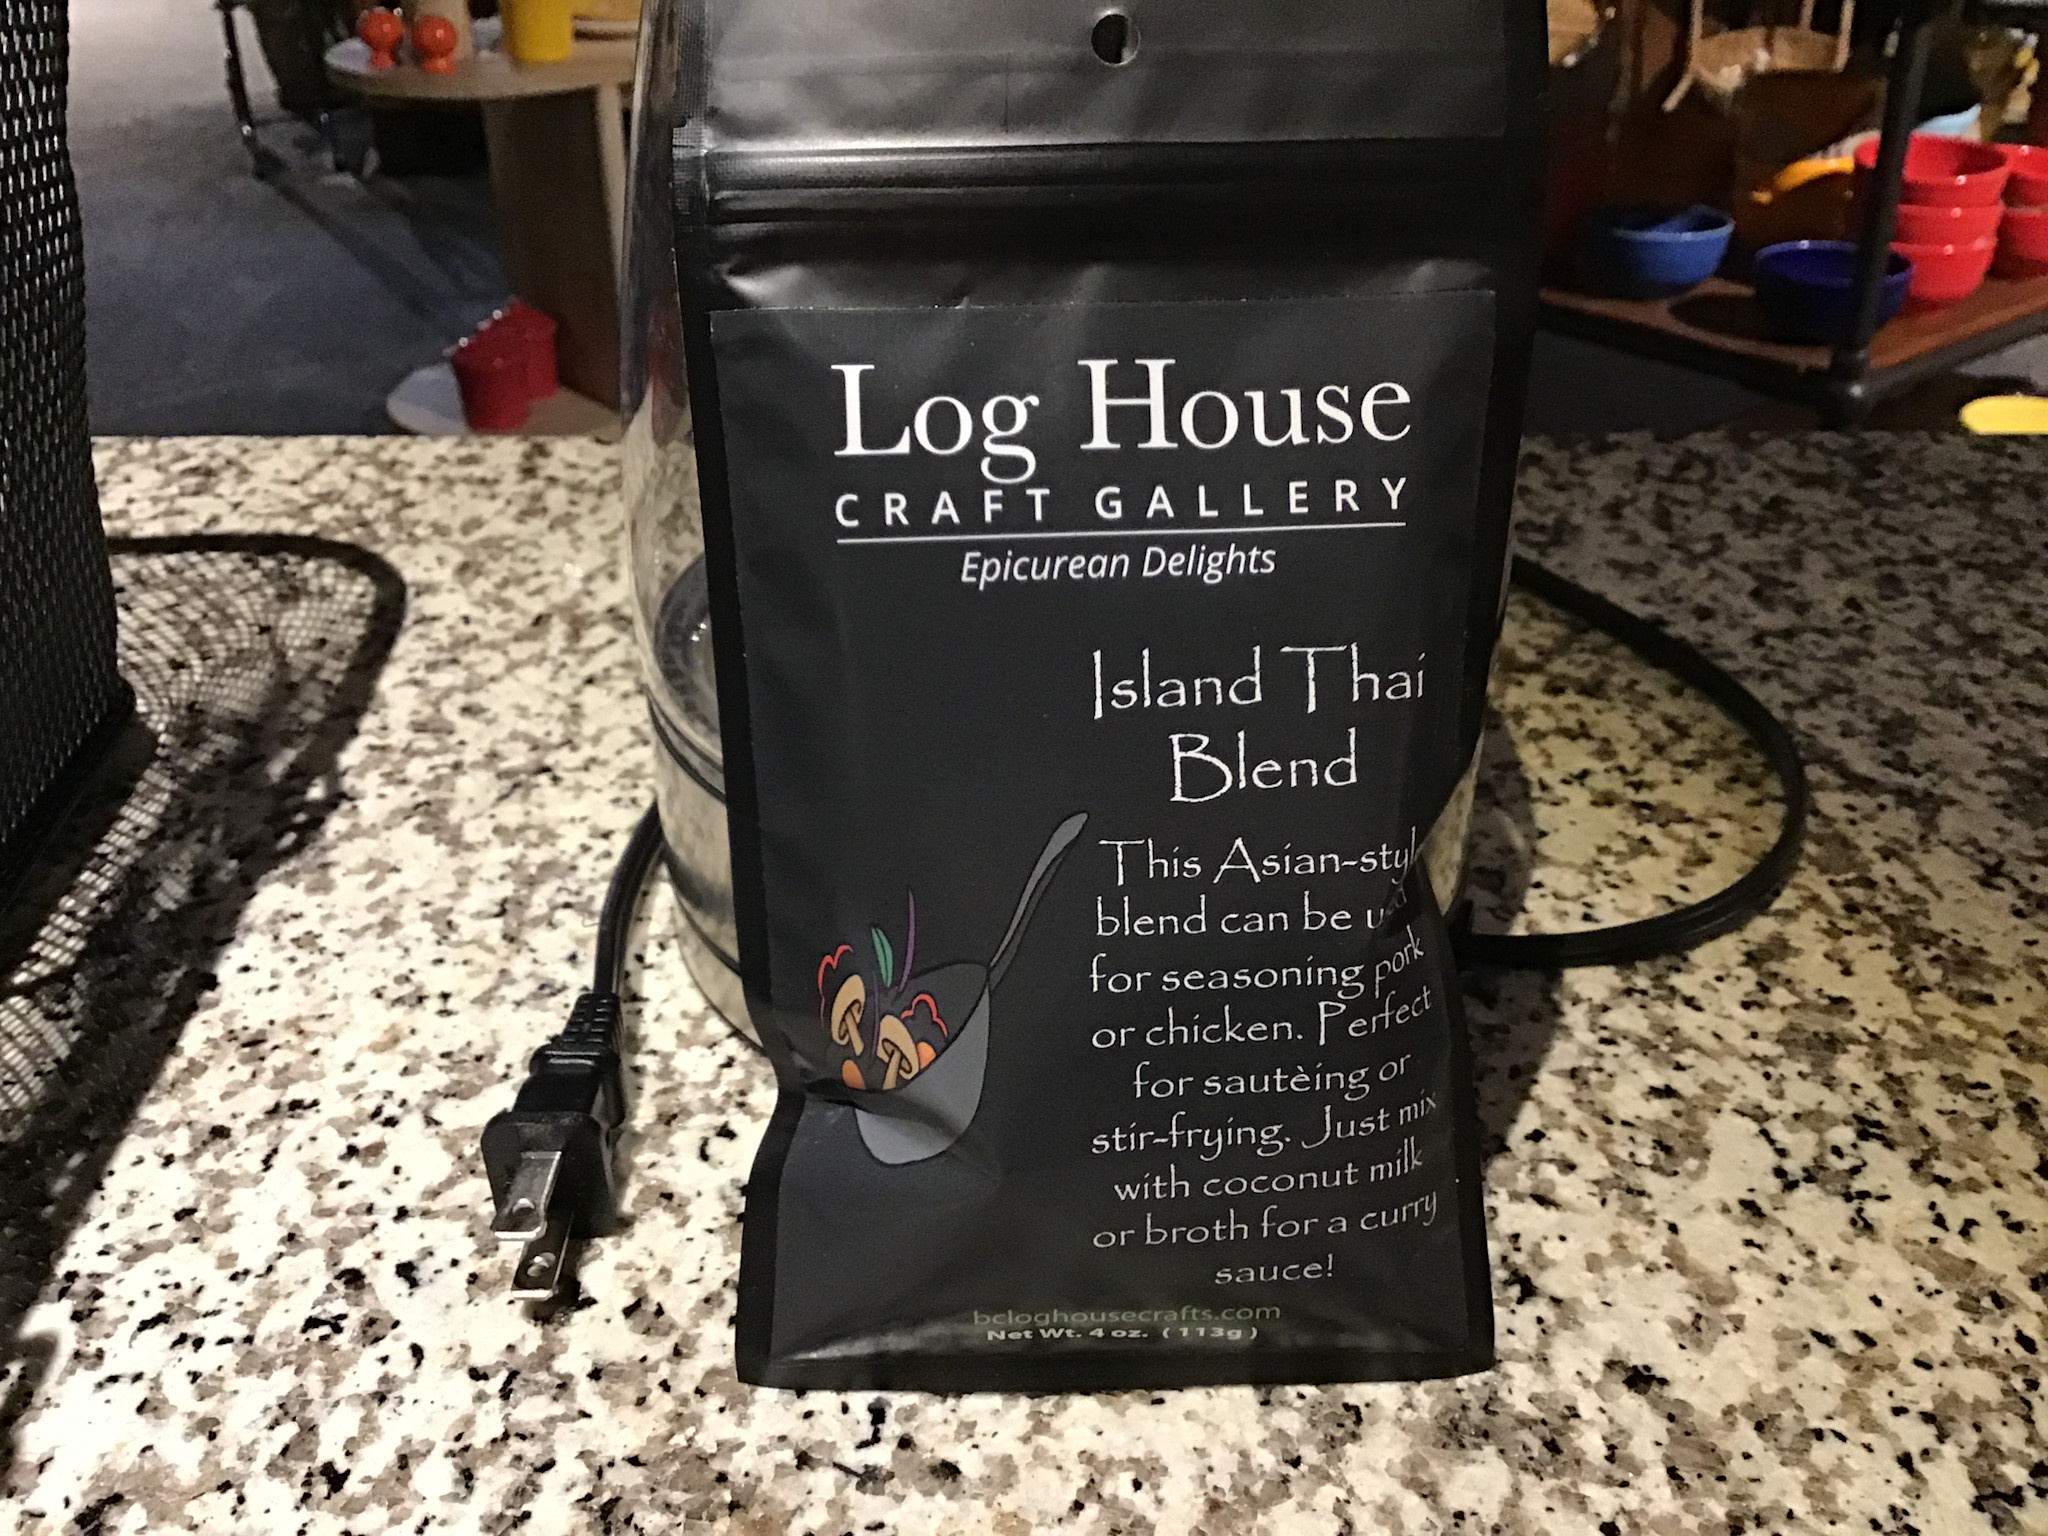 Log House
CRAFT GALLERY
Epicurean Delights
Island Thai
Blend
This Asian-styl
blend can be used
for seasoning pork
or chicken. Perfect
for sautèing or
stir-frying. Just mix
with coconut milk
or broth for a curry
sauce!
bcloghousecrafts.com
Net Wt. 4 oz. (113g)